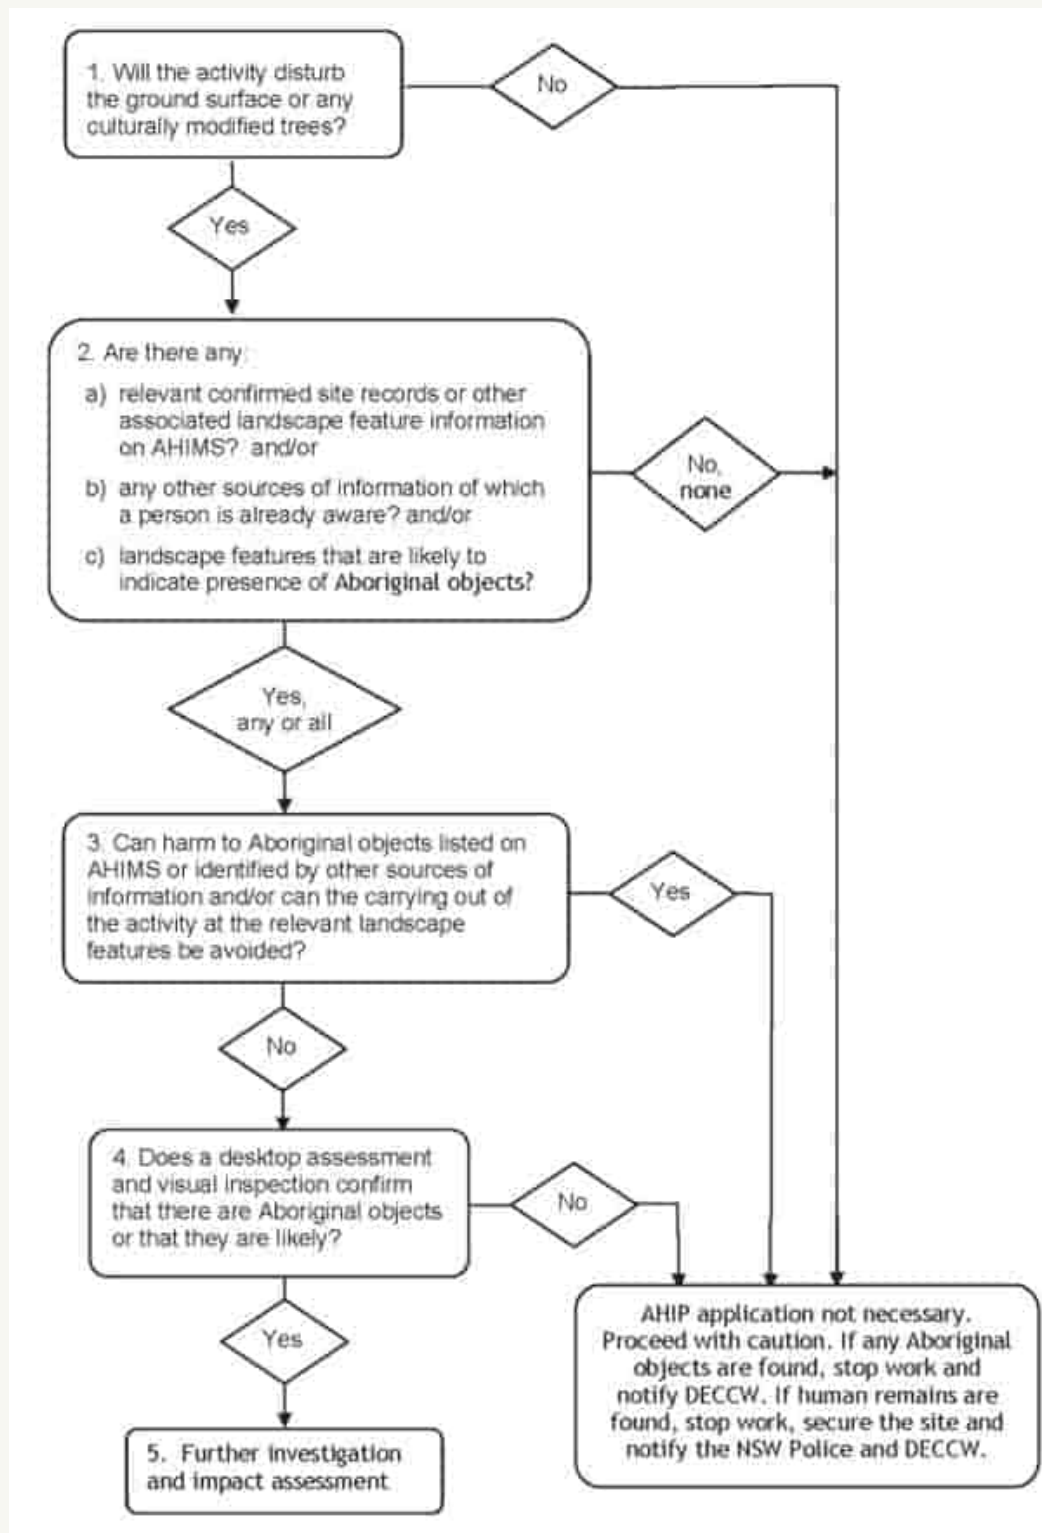 1. Will the activity disturb
the ground surface or any
culturally modified trees?
No
Yes
2. Are there any:
a) relevant confirmed site records or other
associated landscape feature information
on AHIMS? and/or
b) any other sources of information of which
a person is already aware? and/or
c) landscape features that are likely to
indicate presence of Aboriginal objects?
No,
none
Yes,
any or all
3. Can harm to Aboriginal objects listed on
AHIMS or identified by other sources of
information and/or can the carrying out of
the activity at the relevant landscape
features be avoided?
Yes
No
4. Does a desktop assessment
and visual inspection confirm
that there are Aboriginal objects
or that they are likely?
No
Yes
AHIP application not necessary.
Proceed with caution. If any Aboriginal
objects are found, stop work and
notify DECCW. If human remains are
found, stop work, secure the site and
notify the NSW Police and DECCW.
5. Further investigation
and impact assessment